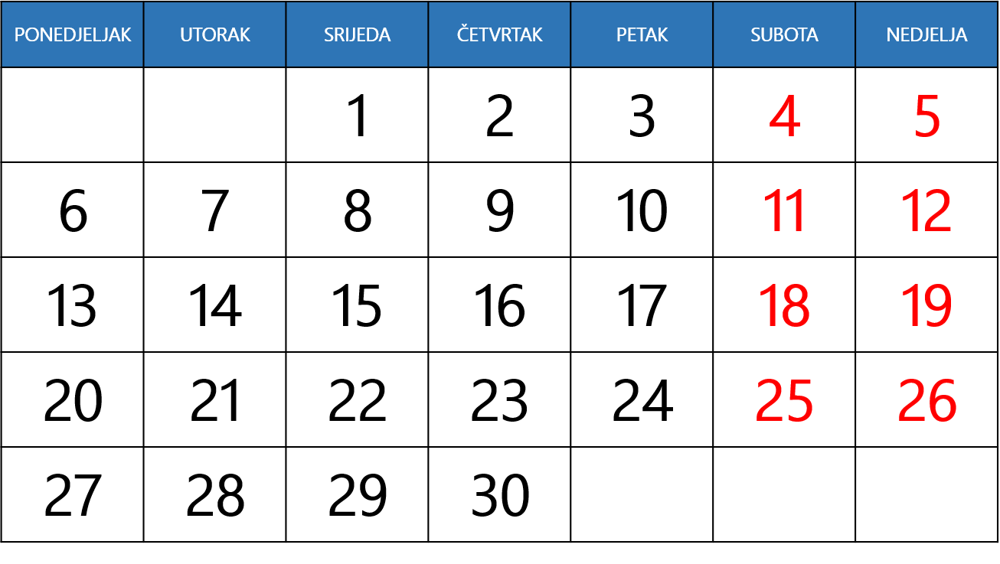 PONEDJELJAK UTORAK SRIJEDA ČETVRTAK PETAK SUBOTA NEDJELJA
1 2 3 4 5
6 7 8 9 10 11 12
13 14 15 16 17 18 19
20 21 22 23 24 25 26
27 28 29 30